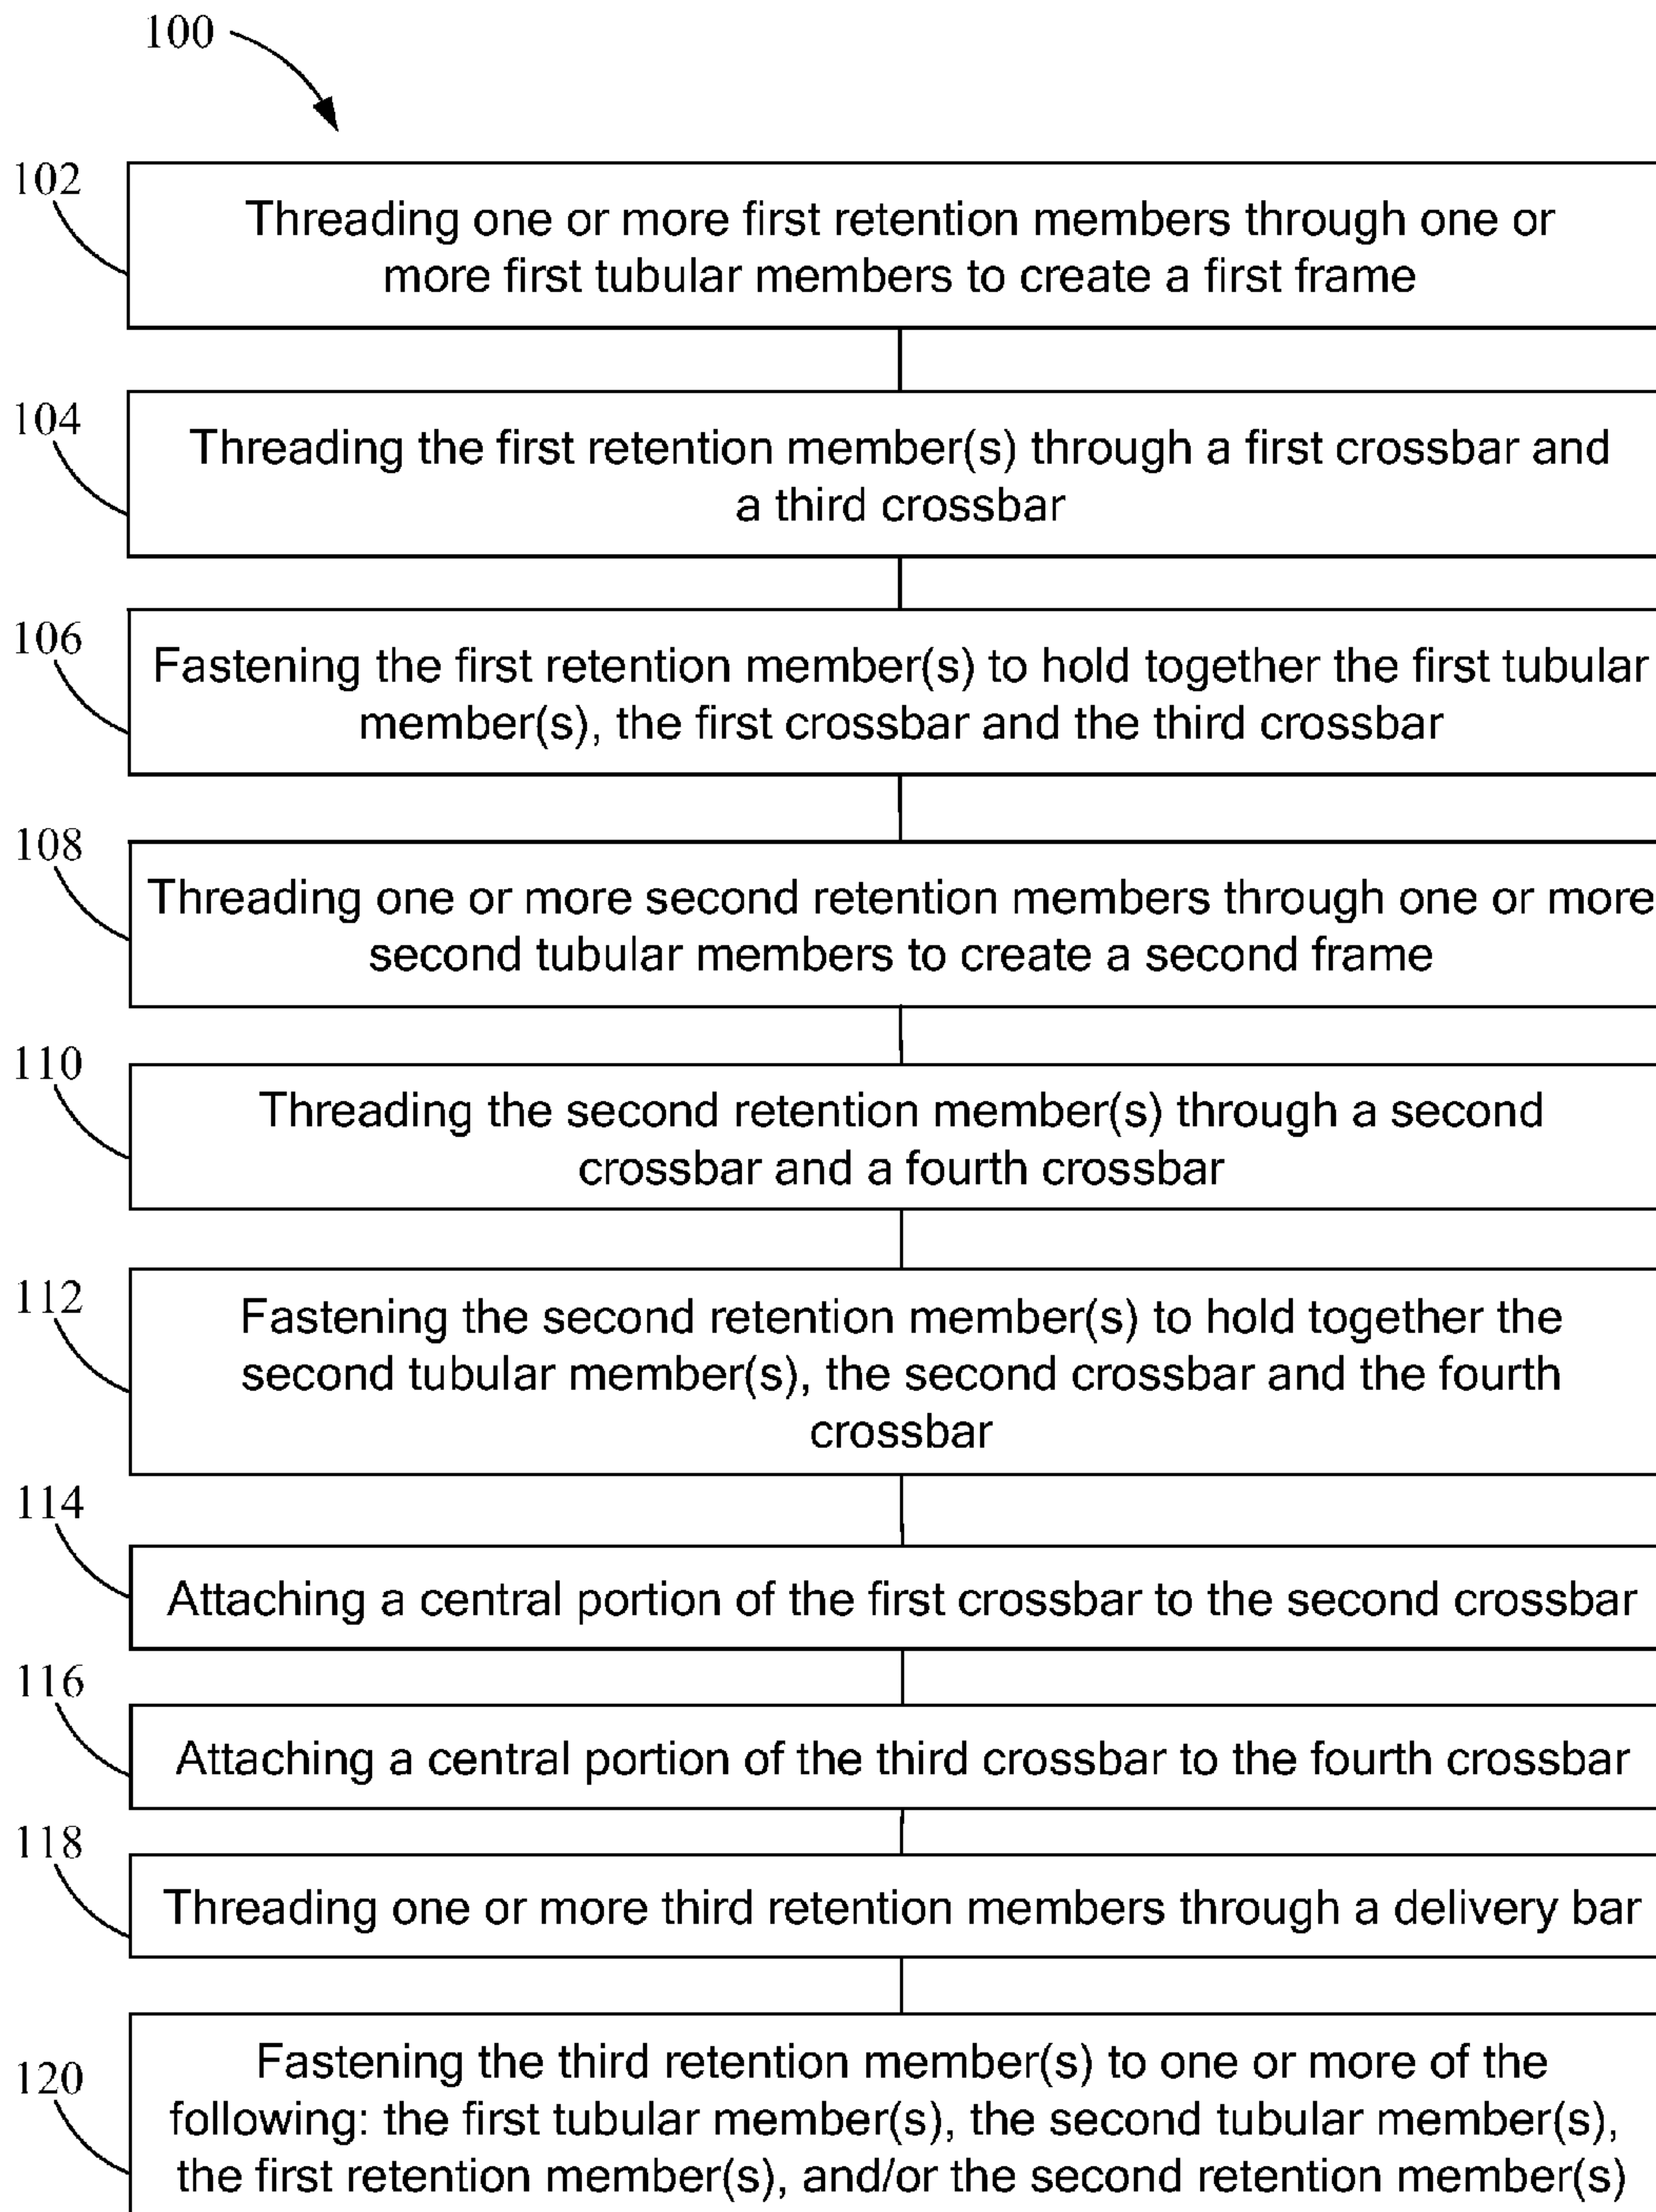 100
102
Threading one or more first retention members through one or
more first tubular members to create a first frame
104
Threading the first retention member(s) through a first crossbar and
a third crossbar
106
Fastening the first retention member(s) to hold together the first tubular
member(s), the first crossbar and the third crossbar
108
Threading one or more second retention members through one or more
second tubular members to create a second frame
110
Threading the second retention member(s) through a second
crossbar and a fourth crossbar
112
Fastening the second retention member(s) to hold together the
second tubular member(s), the second crossbar and the fourth
crossbar
114
Attaching a central portion of the first crossbar to the second crossbar
116
Attaching a central portion of the third crossbar to the fourth crossbar
118
Threading one or more third retention members through a delivery bar
120
Fastening the third retention member(s) to one or more of the
following: the first tubular member(s), the second tubular member(s),
the first retention member(s), and/or the second retention member(s)